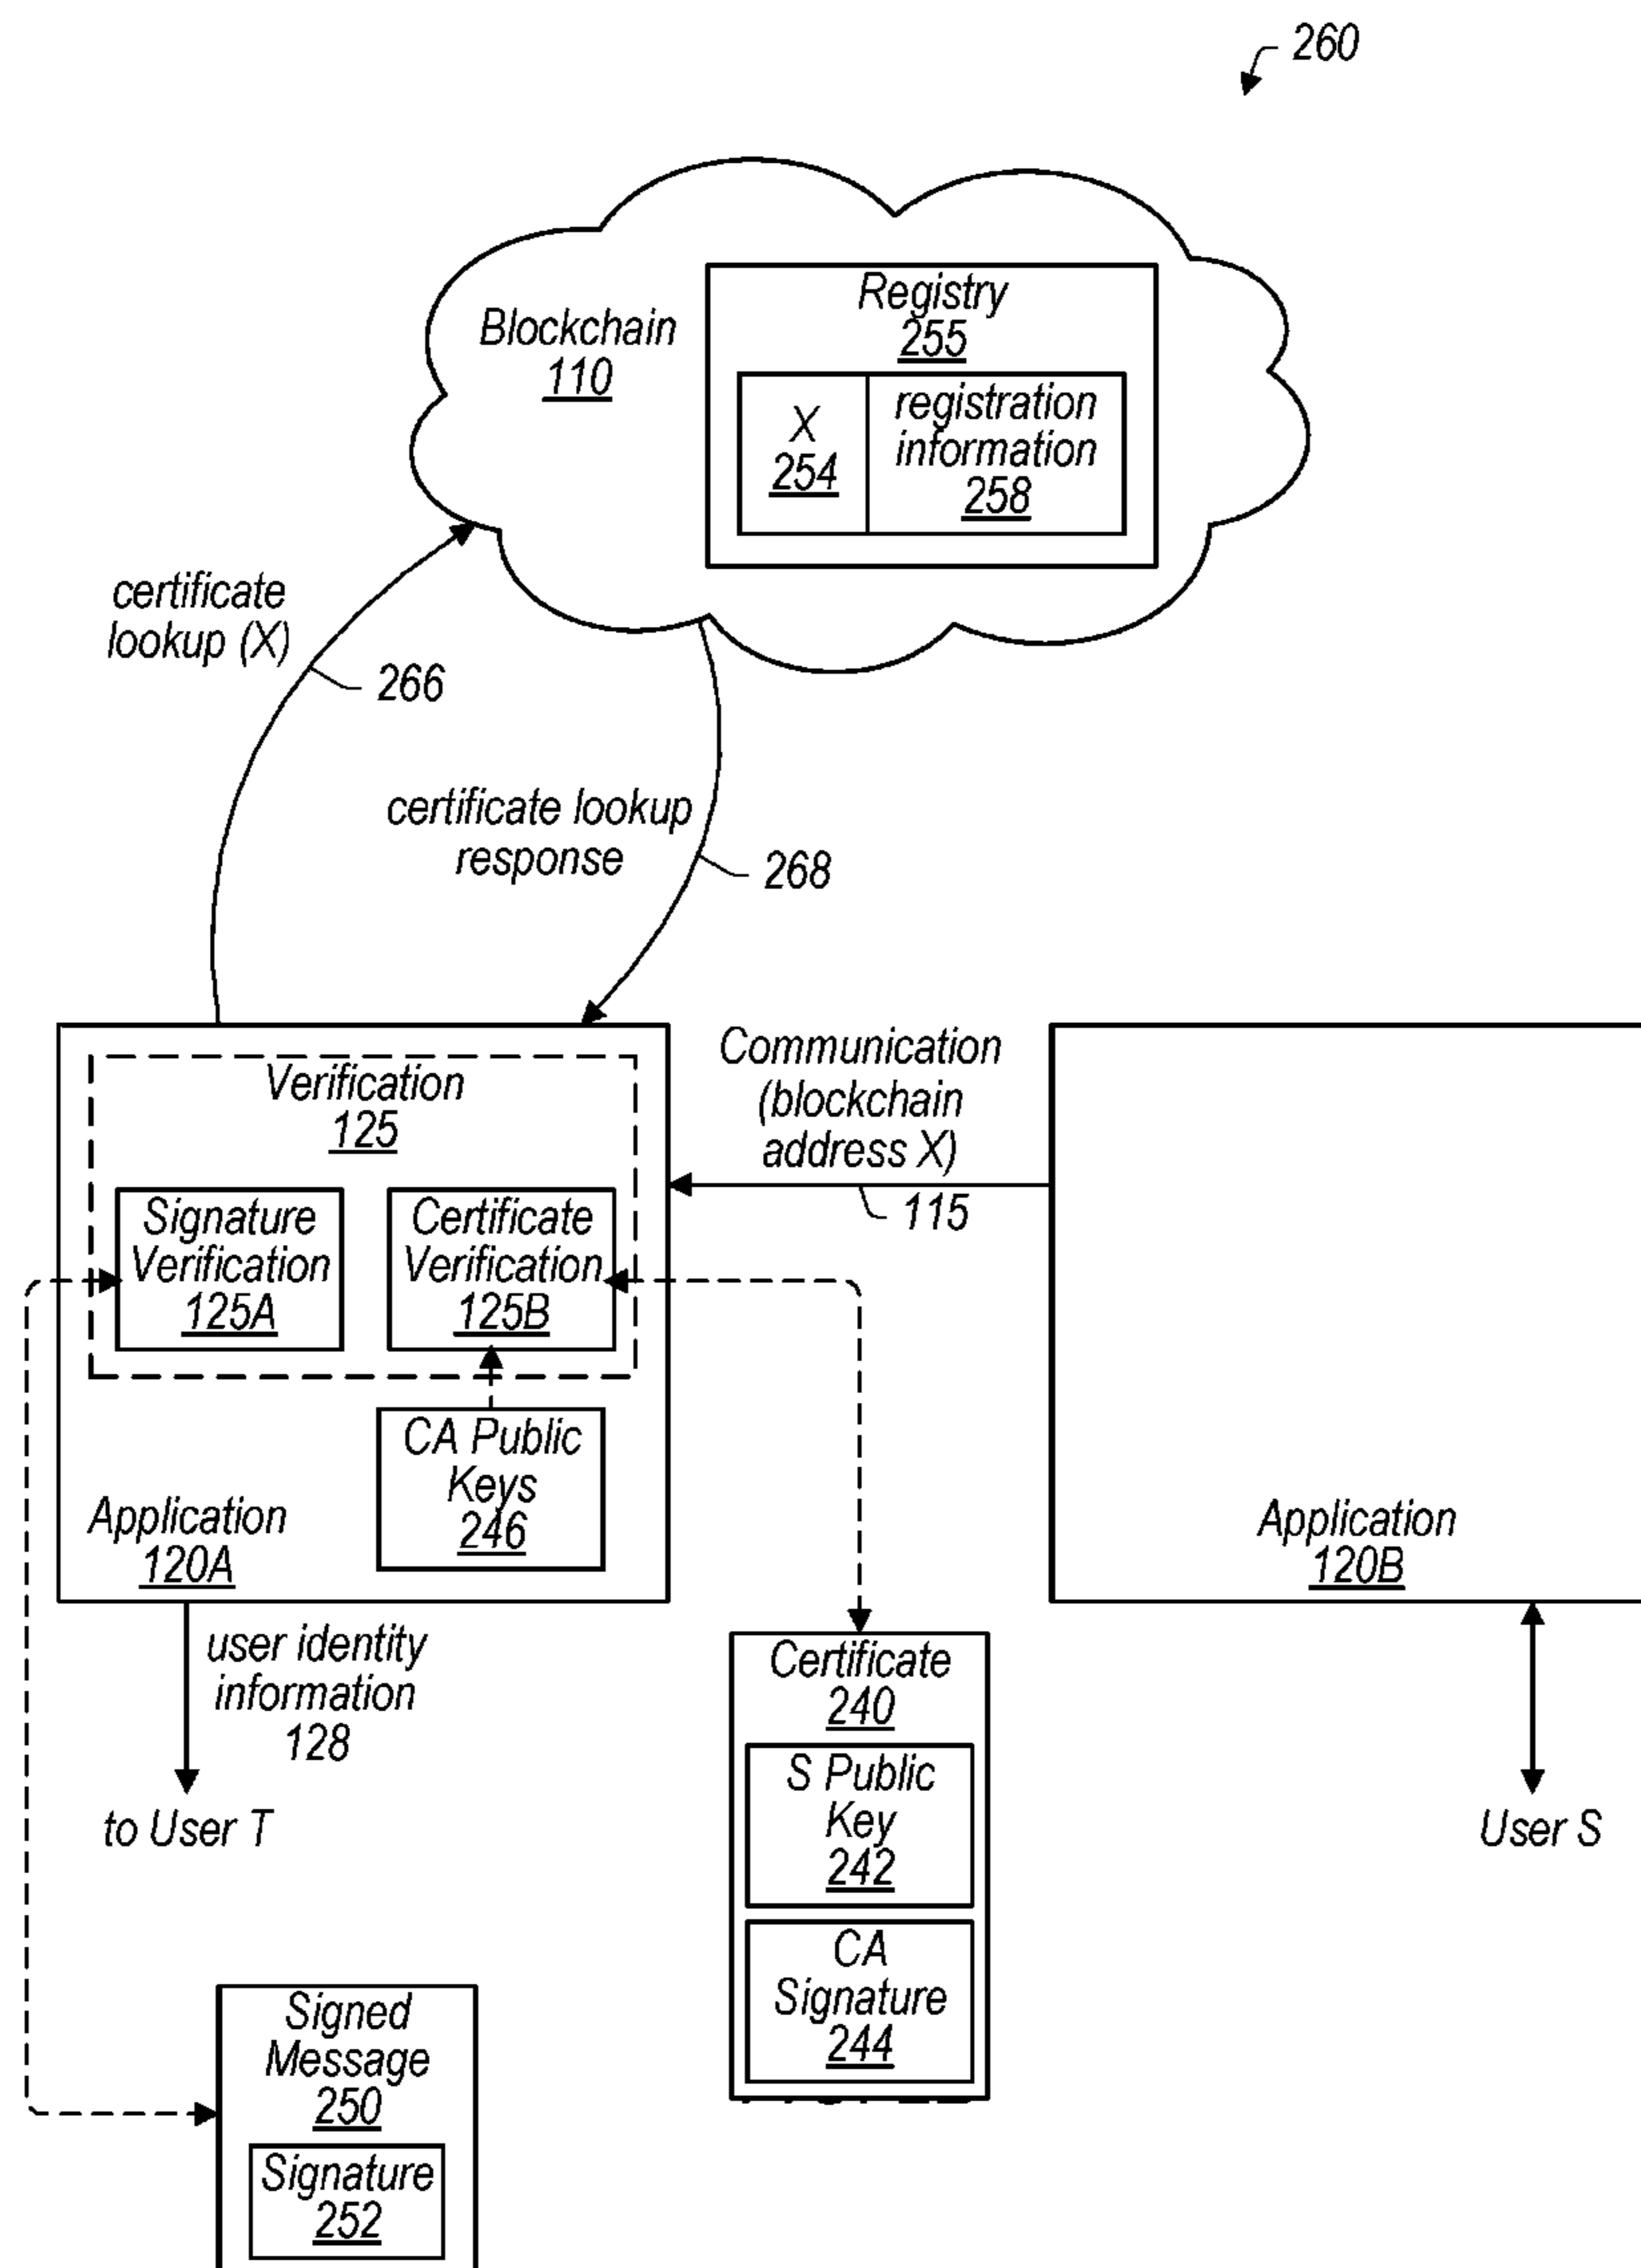 260
Blockchain
110
Registry
255
X
254
registration
information
258
certificate
lookup (X)
266
certificate lookup
response
268
Verification
125
Signature
Verification
125A
Certificate
Verification
125B
CA Public
Keys
246
Application
120A
Communication
(blockchain
address X)
115
Application
120B
user identity
information
128
to User T
User S
Certificate
240
S Public
Key
242
CA
Signature
244
Signed
Message
250
Signature
252